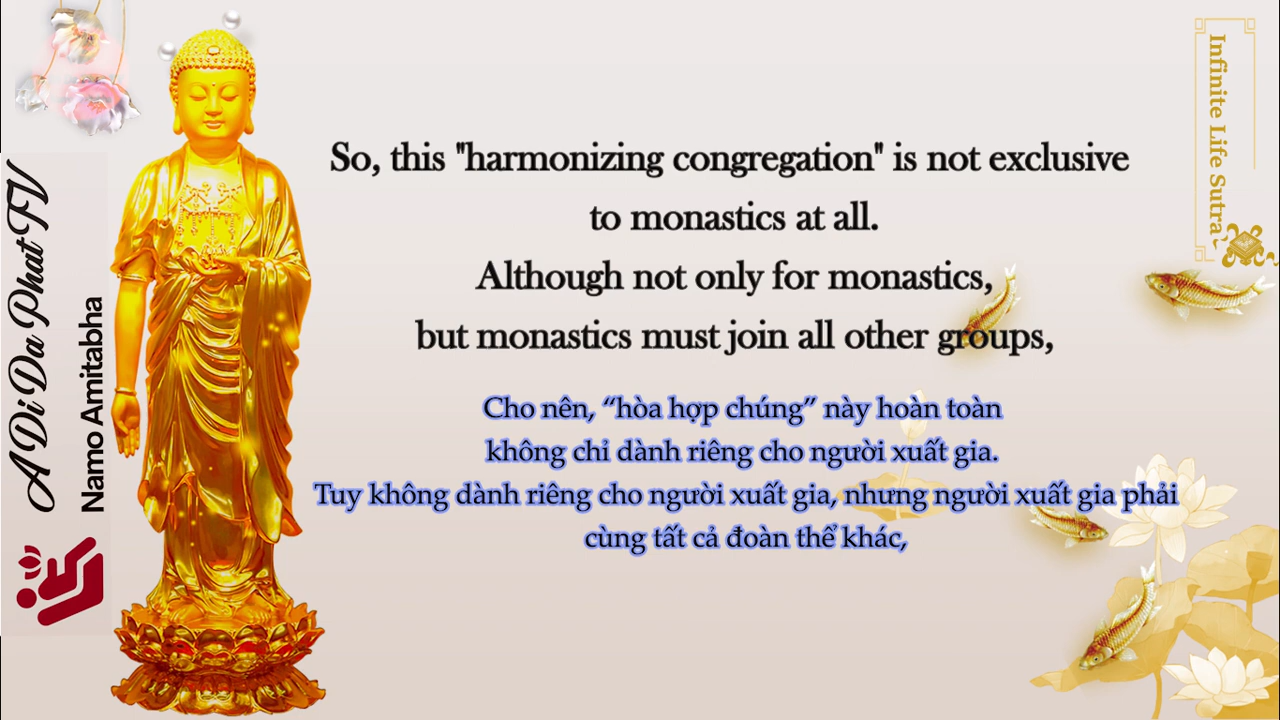 A Di Da Phat TV
Namo Amitabha
Infinite Life Sutra
So, this "harmonizing congregation" is not exclusive
to monastics at all.
Although not only for monastics,
but monastics must join all other groups,
Cho nên, “hòa hợp chúng” này hoàn toàn
không chỉ dành riêng cho người xuất gia.
Tuy không dành riêng cho người xuất gia, nhưng người xuất gia phải
cùng tất cả đoàn thể khác,